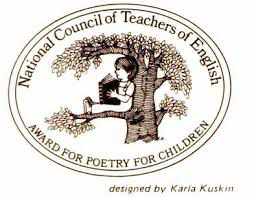 National Council of Teachers of English
AWARD FOR POETRY FOR CHILDREN
designed by Karla Kuskin